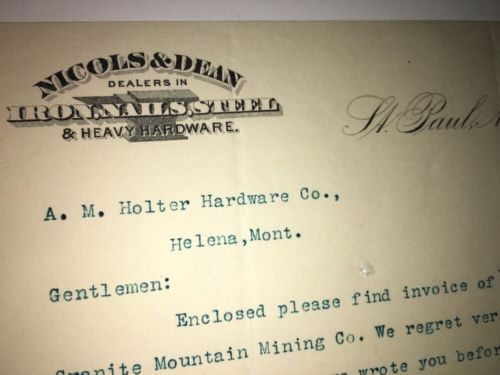 NICOLS & DEAN
DEALERS IN
IRON, NAILS, STEEL
& HEAVY HARDWARE.
St. Paul,
A. M. Holter Hardware Co.,
Helena, Mont.
Gentlemen:
Enclosed please find invoice of
Granite Mountain Mining Co. We regret ver
wrote you befor